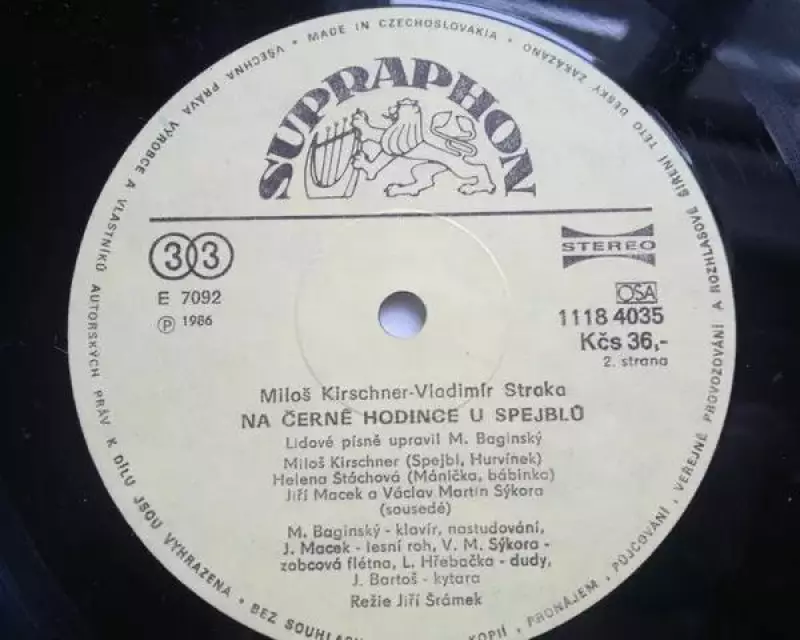 • MADE IN CZECHOSLOVAKIA •
VŠECHNA PRÁVA VÝROBCE A VLASTNÍKŮ AUTORSKÝCH PRÁV K DÍLU JSOU VYHRAZENA • BEZ SOUHLASU
KOPIÍ, PRONÁJEM, PŮJČOVÁNÍ, VEŘEJNÉ PROVOZOVÁNÍ A ROZHLASOVÉ ŠÍŘENÍ TÉTO DESKY ZAKÁZÁNO
SUPRAPHON
33
STEREO
E 7092
Ⓟ 1986
OSA
1118 4035
Kčs 36,-
2. strana
Miloš Kirschner-Vladimír Straka
NA ČERNÉ HODINCE U SPEJBLŮ
Lidové písně upravil M. Baginský
Miloš Kirschner (Spejbl, Hurvínek)
Helena Štáchová (Mánička, bábinka)
Jiří Macek a Václav Martin Sýkora
(sousedé)
M. Baginský - klavír, nastudování,
J. Macek - lesní roh, V. M. Sýkora -
zobcová flétna, L. Hřebačka - dudy,
J. Bartoš - kytara
Režie Jiří Šrámek